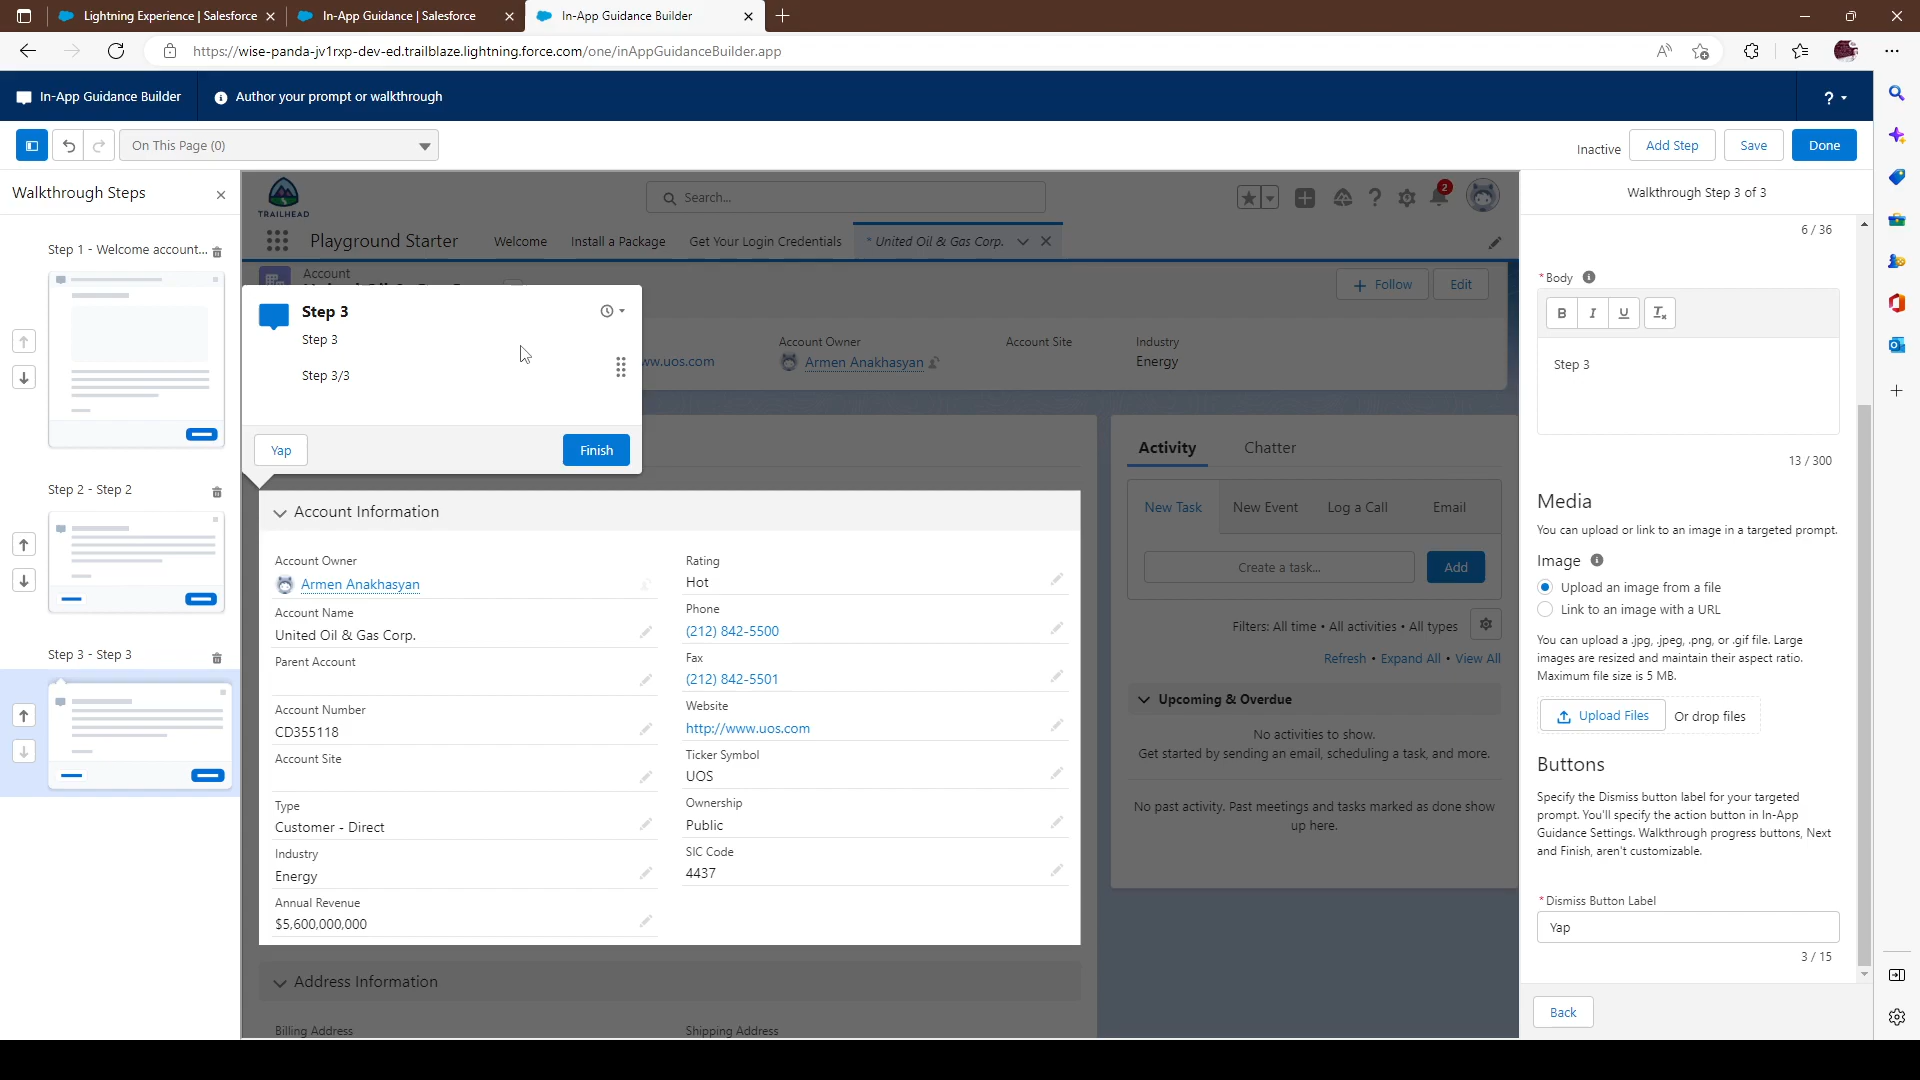 Lightning Experience | Salesforce
In-App Guidance | Salesforce
In-App Guidance Builder
https://wise-panda-jv1rxp-dev-ed.trailblaze.lightning.force.com/one/inAppGuidanceBuilder.app
In-App Guidance Builder
Author your prompt or walkthrough
?
On This Page (0)
Inactive
Add Step
Save
Done
Walkthrough Steps
Step 1 - Welcome account...
Step 2 - Step 2
Step 3 - Step 3
TRAILHEAD
Search...
2
Playground Starter
Welcome
Install a Package
Get Your Login Credentials
* United Oil & Gas Corp.
Account
Follow
Edit
Step 3
Step 3
Step 3/3
Yap
Finish
ww.uos.com
Account Owner
Armen Anakhasyan
Account Site
Industry
Energy
Account Information
Account Owner
Armen Anakhasyan
Account Name
United Oil & Gas Corp.
Parent Account
Account Number
CD355118
Account Site
Type
Customer - Direct
Industry
Energy
Annual Revenue
$5,600,000,000
Rating
Hot
Phone
(212) 842-5500
Fax
(212) 842-5501
Website
http://www.uos.com
Ticker Symbol
UOS
Ownership
Public
SIC Code
4437
Address Information
Billing Address
Shipping Address
Activity
Chatter
New Task
New Event
Log a Call
Email
Create a task...
Add
Filters: All time • All activities • All types
Refresh • Expand All • View All
Upcoming & Overdue
No activities to show.
Get started by sending an email, scheduling a task, and more.
No past activity. Past meetings and tasks marked as done show
up here.
Walkthrough Step 3 of 3
6 / 36
* Body
B I U Tx
Step 3
13 / 300
Media
You can upload or link to an image in a targeted prompt.
Image
Upload an image from a file
Link to an image with a URL
You can upload a .jpg, .jpeg, .png, or .gif file. Large
images are resized and maintain their aspect ratio.
Maximum file size is 5 MB.
Upload Files
Or drop files
Buttons
Specify the Dismiss button label for your targeted
prompt. You'll specify the action button in In-App
Guidance Settings. Walkthrough progress buttons, Next
and Finish, aren't customizable.
* Dismiss Button Label
Yap
3 / 15
Back